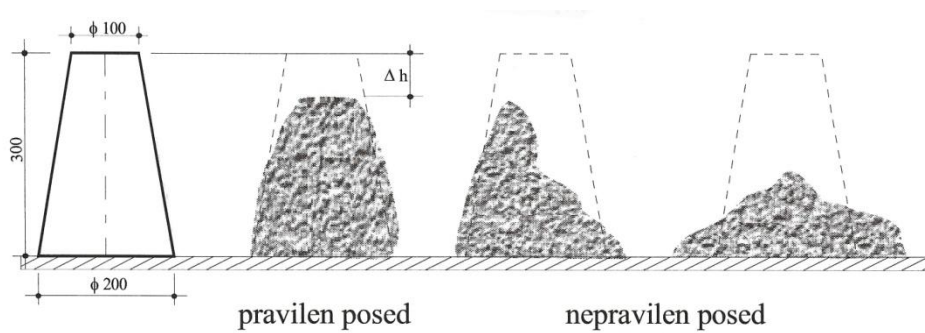 ϕ 100
Δ h
300
ϕ 200
pravilen posed
nepravilen posed